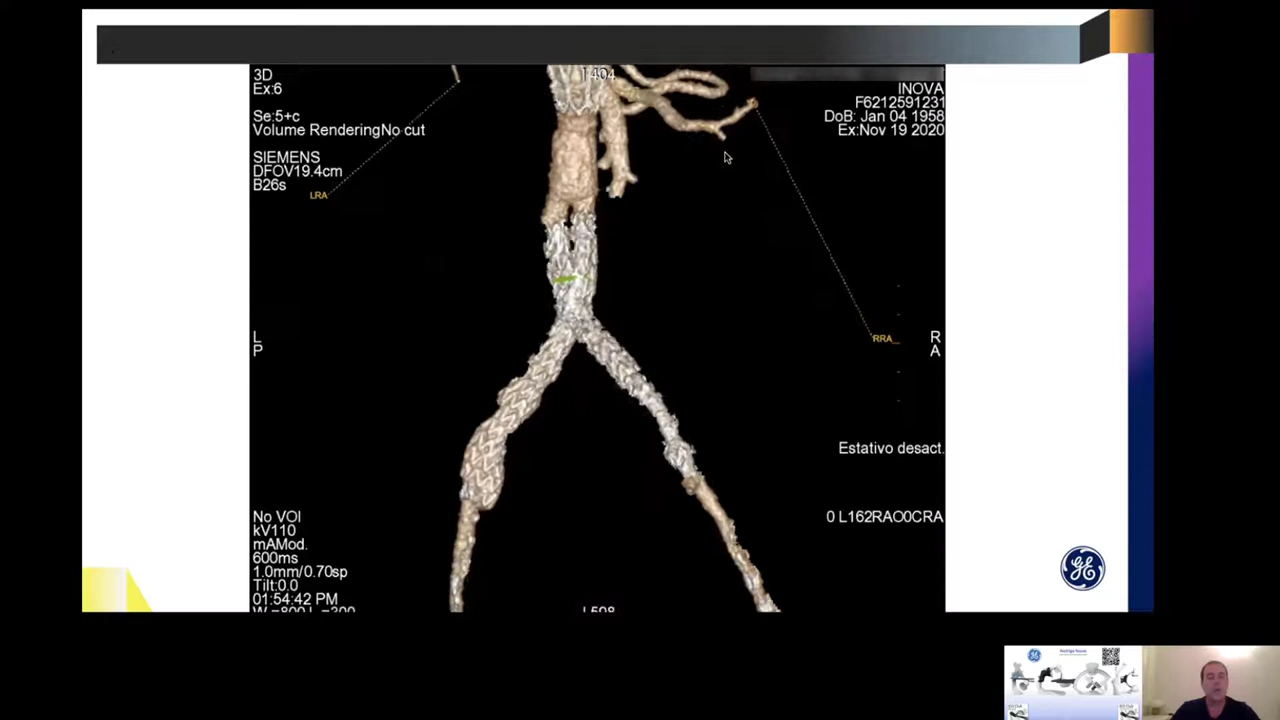 3D
Ex:6
Se:5+c
Volume RenderingNo cut
SIEMENS
DFOV19.4cm
B26s
LRA
INOVA
F6212591231
DoB: Jan 04 1958
Ex:Nov 19 2020
RRA
L
P
R
A
Estativo desact.
No VOI
kV110
mAMod.
600ms
1.0mm/0.70sp
Tilt:0.0
01:54:42 PM
0 L162RAO0CRA
GE